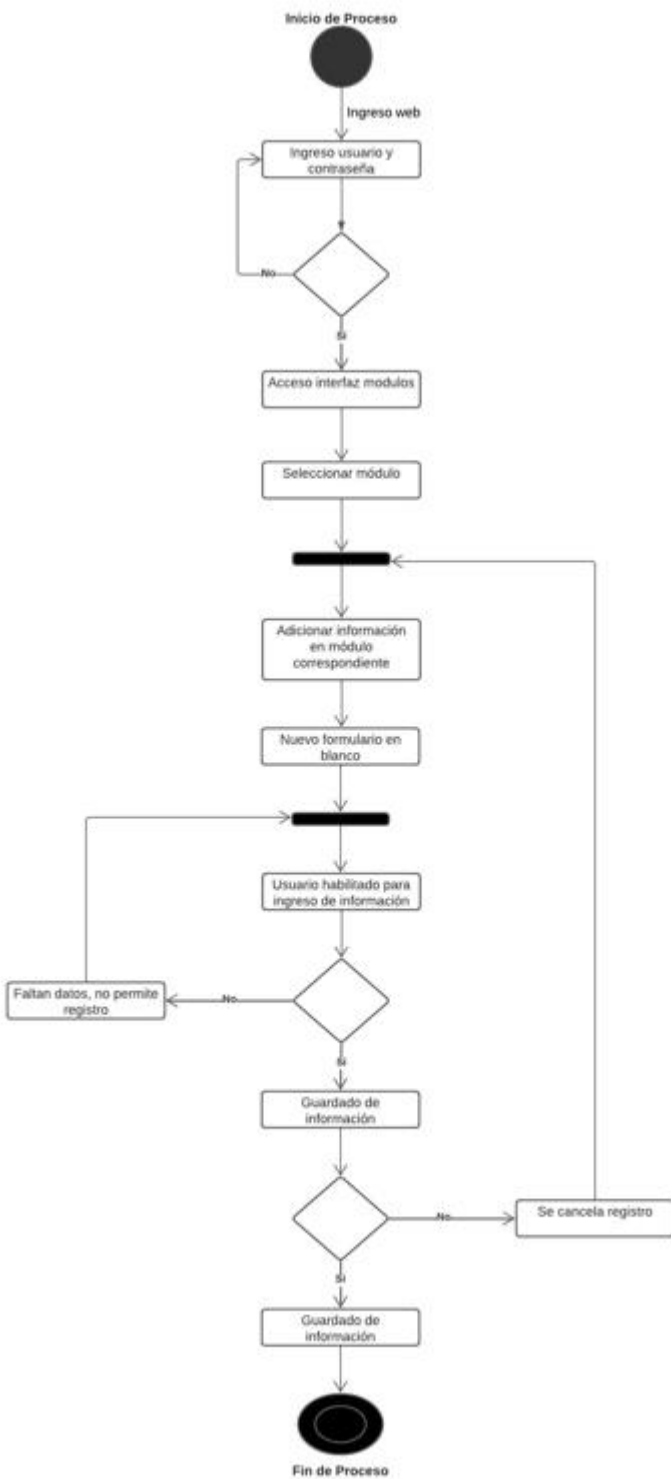 Inicio de Proceso
Ingreso web
Ingreso usuario y
contraseña
No
Si
Acceso interfaz modulos
Seleccionar módulo
Adicionar información
en módulo
correspondiente
Nuevo formulario en
blanco
Usuario habilitado para
ingreso de información
Faltan datos, no permite
registro
No
Si
Guardado de
información
No
Se cancela registro
Si
Guardado de
información
Fin de Proceso